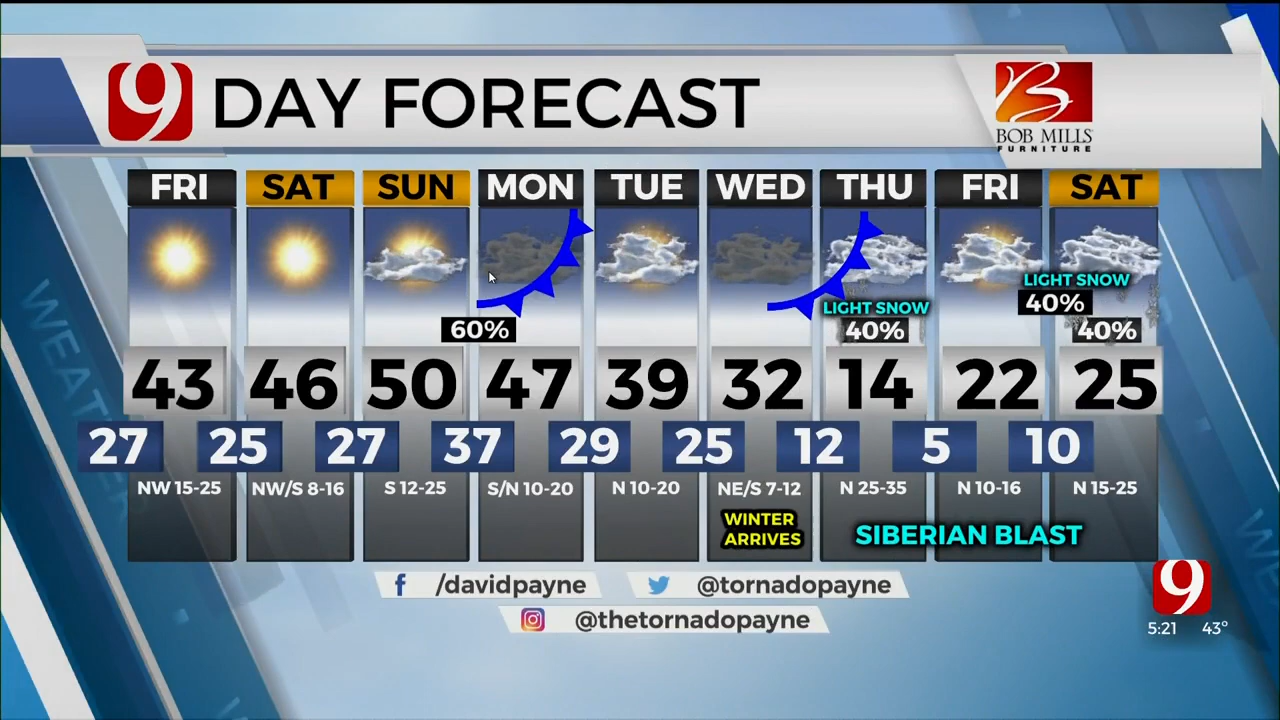 9 DAY FORECAST
B
BOB MILLS
FURNITURE
FRI SAT SUN MON TUE WED THU FRI SAT
LIGHT SNOW
40%
LIGHT SNOW
60% 40% 40%
43 46 50 47 39 32 14 22 25
27 25 27 37 29 25 12 5 10
NW 15-25 NW/S 8-16 S 12-25 S/N 10-20 N 10-20 NE/S 7-12 N 25-35 N 10-16 N 15-25
WINTER
ARRIVES
SIBERIAN BLAST
f /davidpayne @tornadopayne
@thetornadopayne
9
5:21 43°
WEATHER